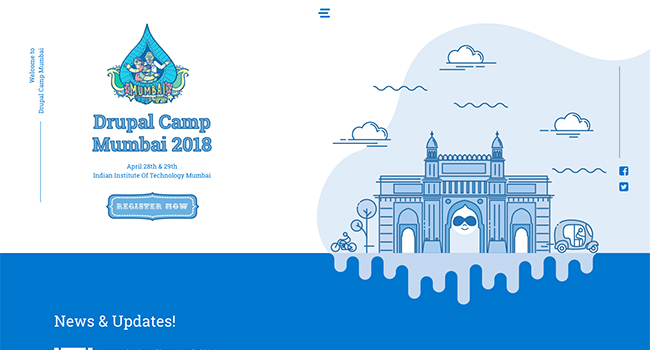 Welcome to
Drupal Camp Mumbai
MUMBAI
Drupal Camp
Mumbai 2018
April 28th & 29th
Indian Institute Of Technology Mumbai
REGISTER NOW
News & Updates!